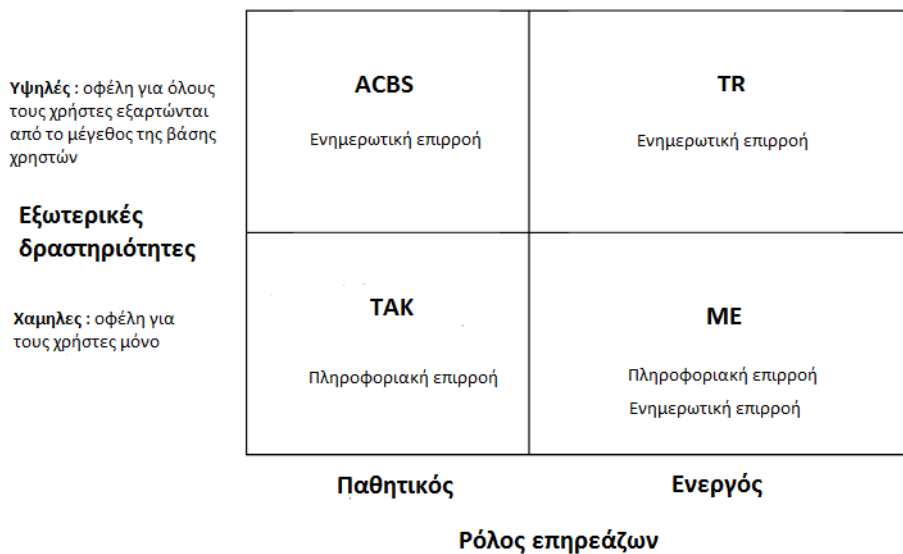 Υψηλές : οφέλη για όλους
τους χρήστες εξαρτώνται
από το μέγεθος της βάσης
χρηστών
ACBS
Ενημερωτική επιρροή
TR
Ενημερωτική επιρροή
Εξωτερικές
δραστηριότητες
Χαμηλες : οφέλη για
τους χρήστες μόνο
TAK
Πληροφοριακή επιρροή
ME
Πληροφοριακή επιρροή
Ενημερωτική επιρροή
Παθητικός
Ενεργός
Ρόλος επηρεάζων